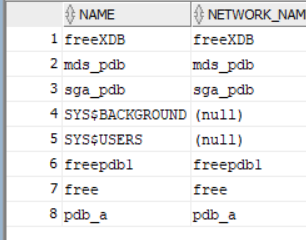 NAME NETWORK_NAM
1 freeXDB freeXDB
2 mds_pdb mds_pdb
3 sga_pdb sga_pdb
4 SYS$BACKGROUND (null)
5 SYS$USERS (null)
6 freepdb1 freepdb1
7 free free
8 pdb_a pdb_a